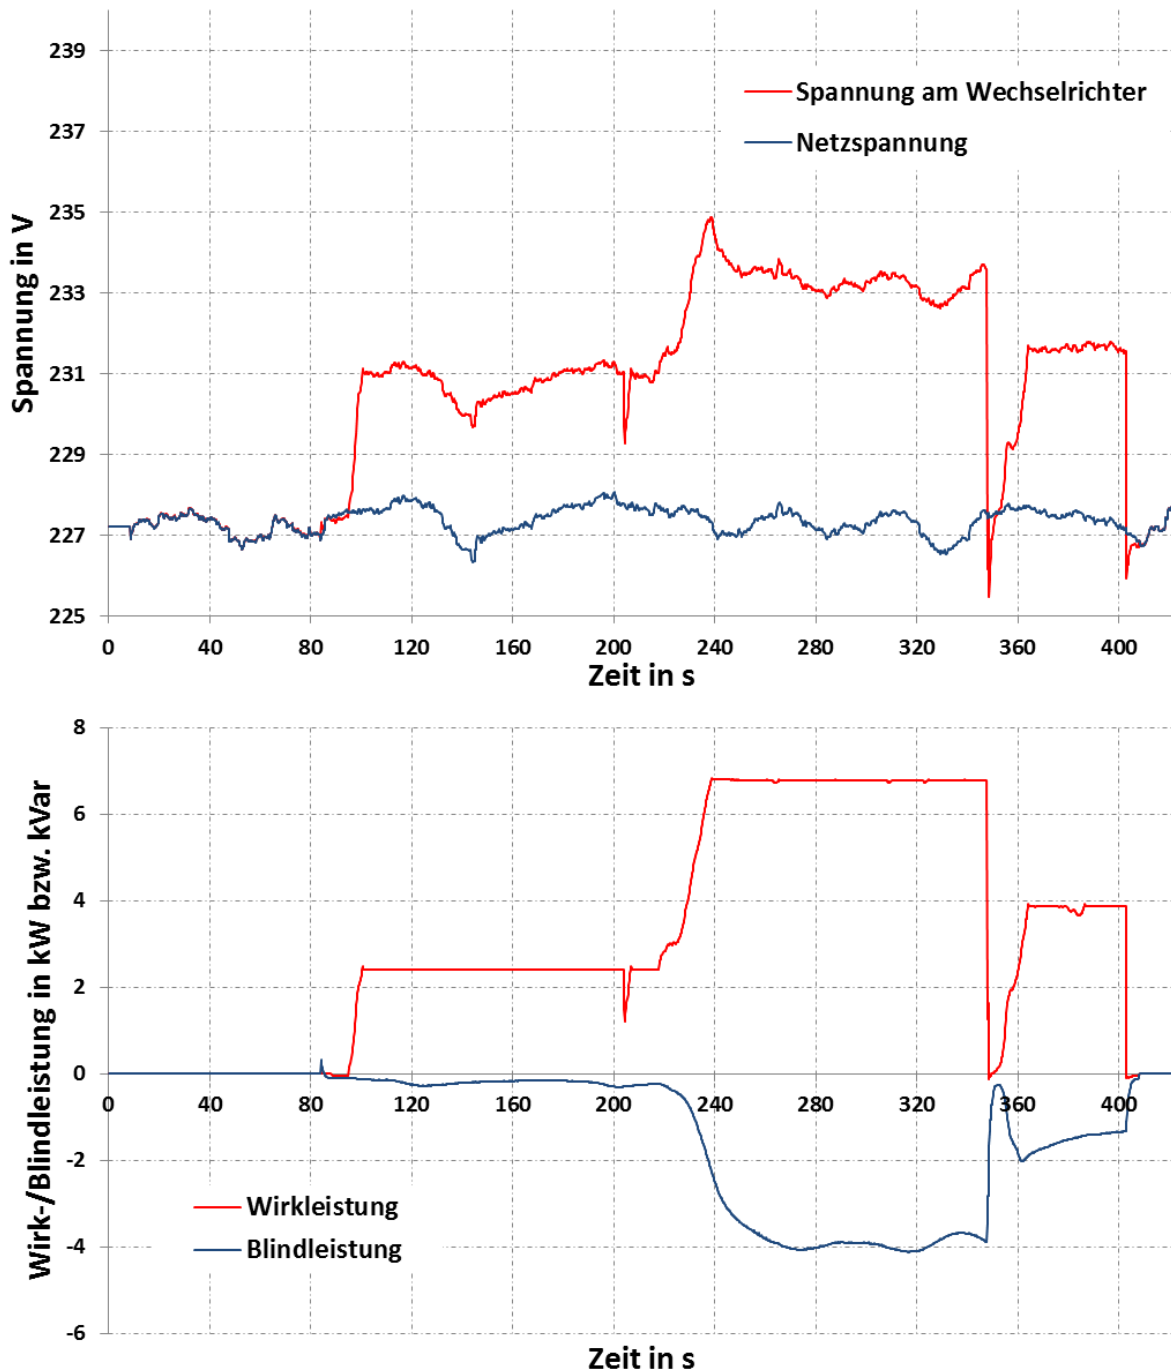 239
237
235
233
231
229
227
225
Spannung in V
Spannung am Wechselrichter
Netzspannung
0 40 80 120 160 200 240 280 320 360 400
Zeit in s
8
6
4
2
0
-2
-4
-6
Wirk-/Blindleistung in kW bzw. kVar
0 40 80 120 160 200 240 280 320 360 400
Wirkleistung
Blindleistung
Zeit in s